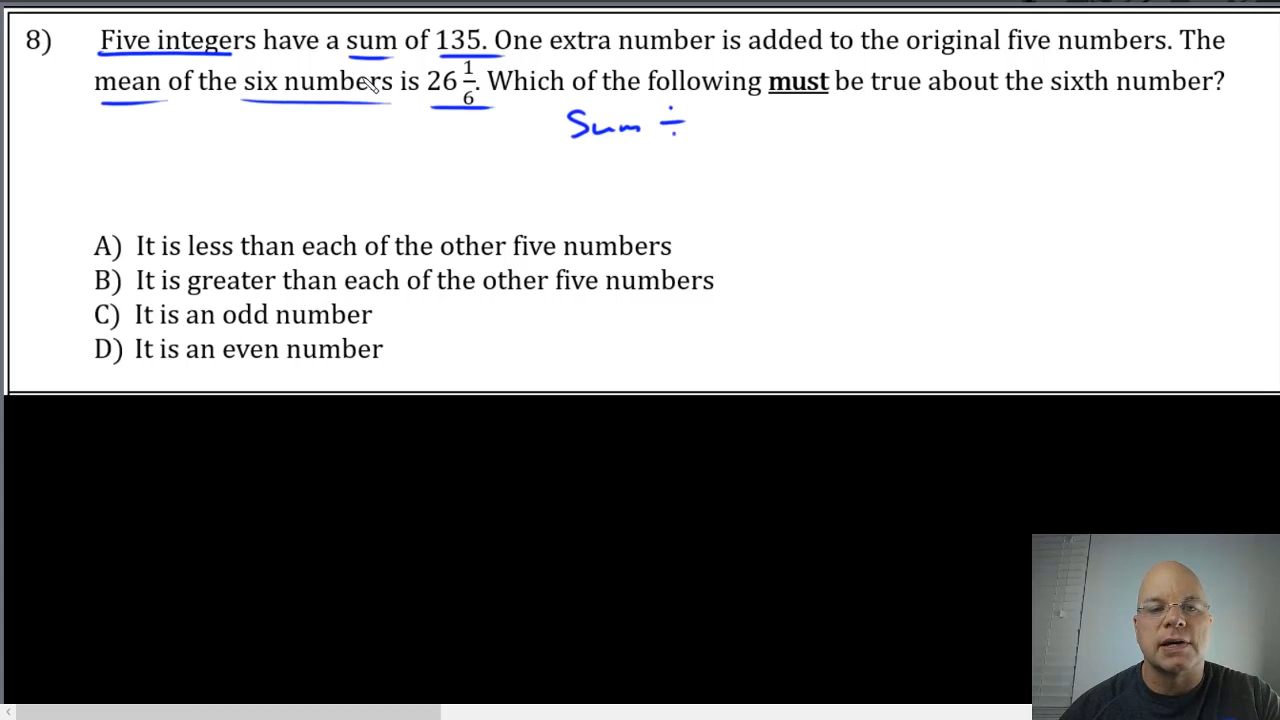 8) Five integers have a sum of 135. One extra number is added to the original five numbers. The
mean of the six numbers is 26 1/6. Which of the following must be true about the sixth number?
Sum ÷
A) It is less than each of the other five numbers
B) It is greater than each of the other five numbers
C) It is an odd number
D) It is an even number